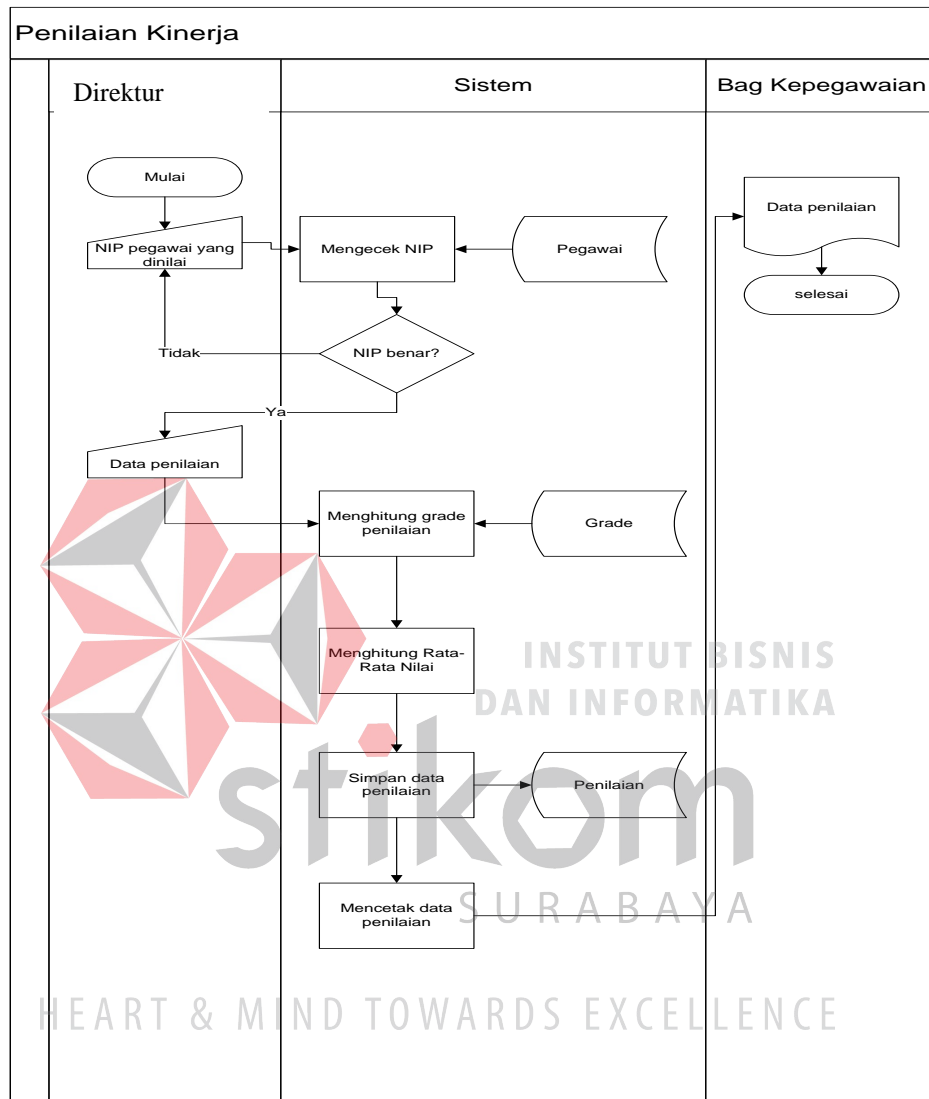 Penilaian Kinerja
Direktur
Sistem
Bag Kepegawaian
Mulai
NIP pegawai yang
dinilai
Mengecek NIP
Pegawai
Data penilaian
selesai
Tidak
NIP benar?
Ya
Data penilaian
Menghitung grade
penilaian
Grade
Menghitung Rata-
Rata Nilai
INSTITUT BISNIS
DAN INFORMATIKA
Simpan data
penilaian
Penilaian
stikom
SURABAYA
Mencetak data
penilaian
HEART & MIND TOWARDS EXCELLENCE